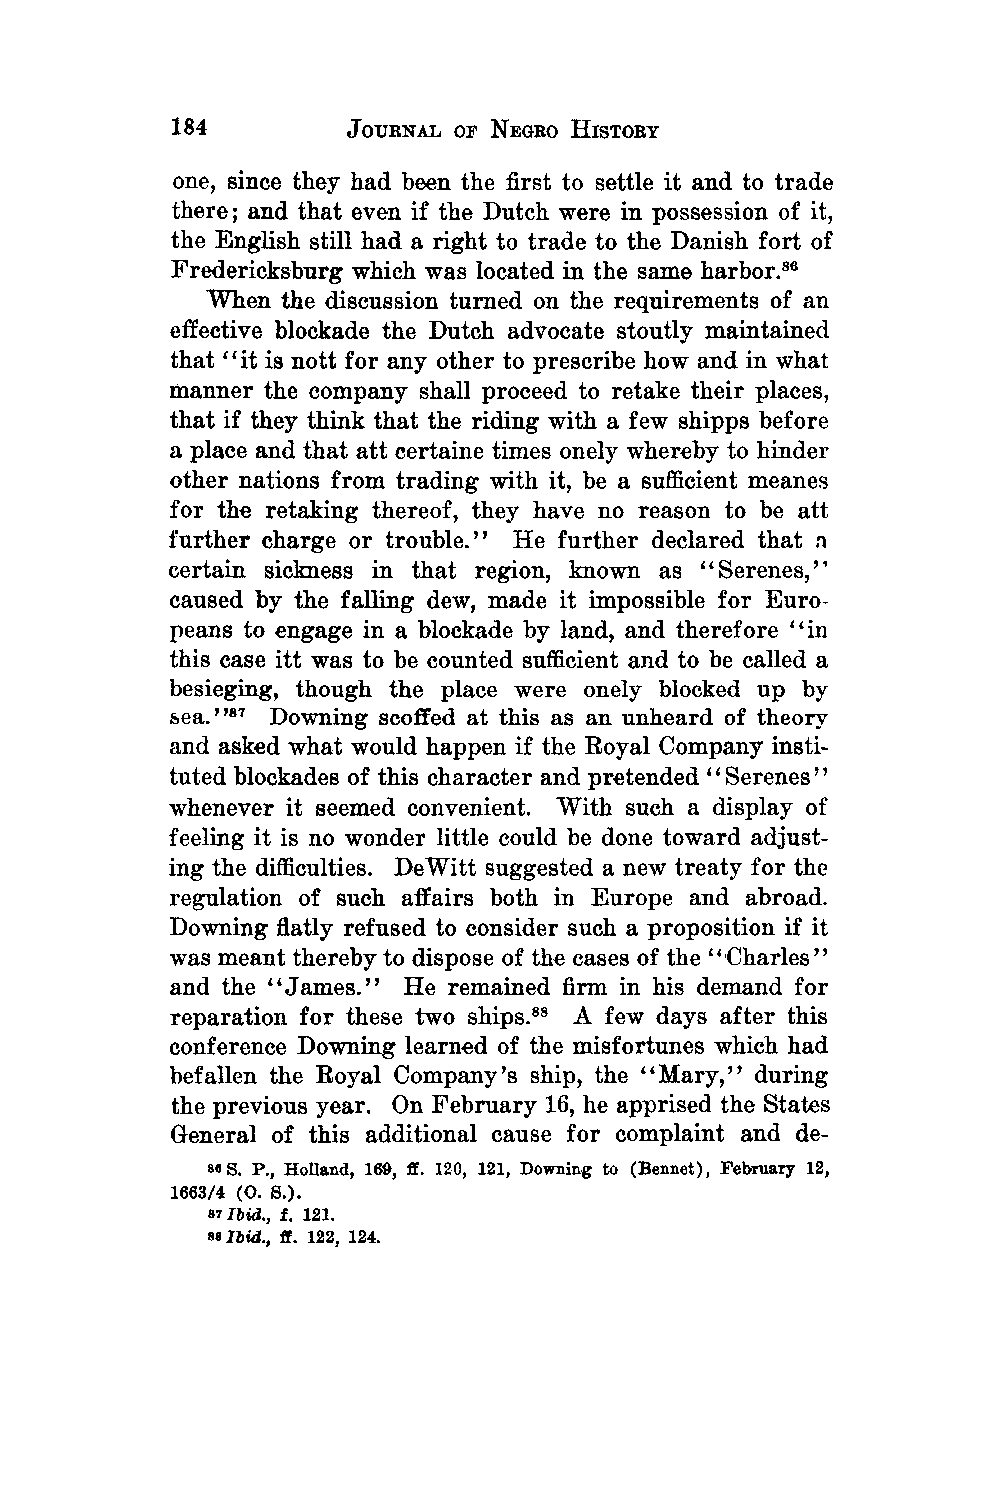 184 JOURNAL OF NEGRO HISTORY
one, since they had been the first to settle it and to trade
there; and that even if the Dutch were in possession of it,
the English still had a right to trade to the Danish fort of
Fredericksburg which was located in the same harbor.86
When the discussion turned on the requirements of an
effective blockade the Dutch advocate stoutly maintained
that "it is nott for any other to prescribe how and in what
manner the company shall proceed to retake their places,
that if they think that the riding with a few shipps before
a place and that att certaine times onely whereby to hinder
other nations from trading with it, be a sufficient meanes
for the retaking thereof, they have no reason to be att
further charge or trouble." He further declared that a
certain sickness in that region, known as "Serenes,"
caused by the falling dew, made it impossible for Euro-
peans to engage in a blockade by land, and therefore "in
this case itt was to be counted sufficient and to be called a
besieging, though the place were onely blocked up by
sea."87 Downing scoffed at this as an unheard of theory
and asked what would happen if the Royal Company insti-
tuted blockades of this character and pretended "Serenes"
whenever it seemed convenient. With such a display of
feeling it is no wonder little could be done toward adjust-
ing the difficulties. DeWitt suggested a new treaty for the
regulation of such affairs both in Europe and abroad.
Downing flatly refused to consider such a proposition if it
was meant thereby to dispose of the cases of the "Charles"
and the "James." He remained firm in his demand for
reparation for these two ships.88 A few days after this
conference Downing learned of the misfortunes which had
befallen the Royal Company's ship, the "Mary," during
the previous year. On February 16, he apprised the States
General of this additional cause for complaint and de-
86 S. P., Holland, 169, ff. 120, 121, Downing to (Bennet), February 12,
1663/4 (O. S.).
87 Ibid., f. 121.
88 Ibid., ff. 122, 124.